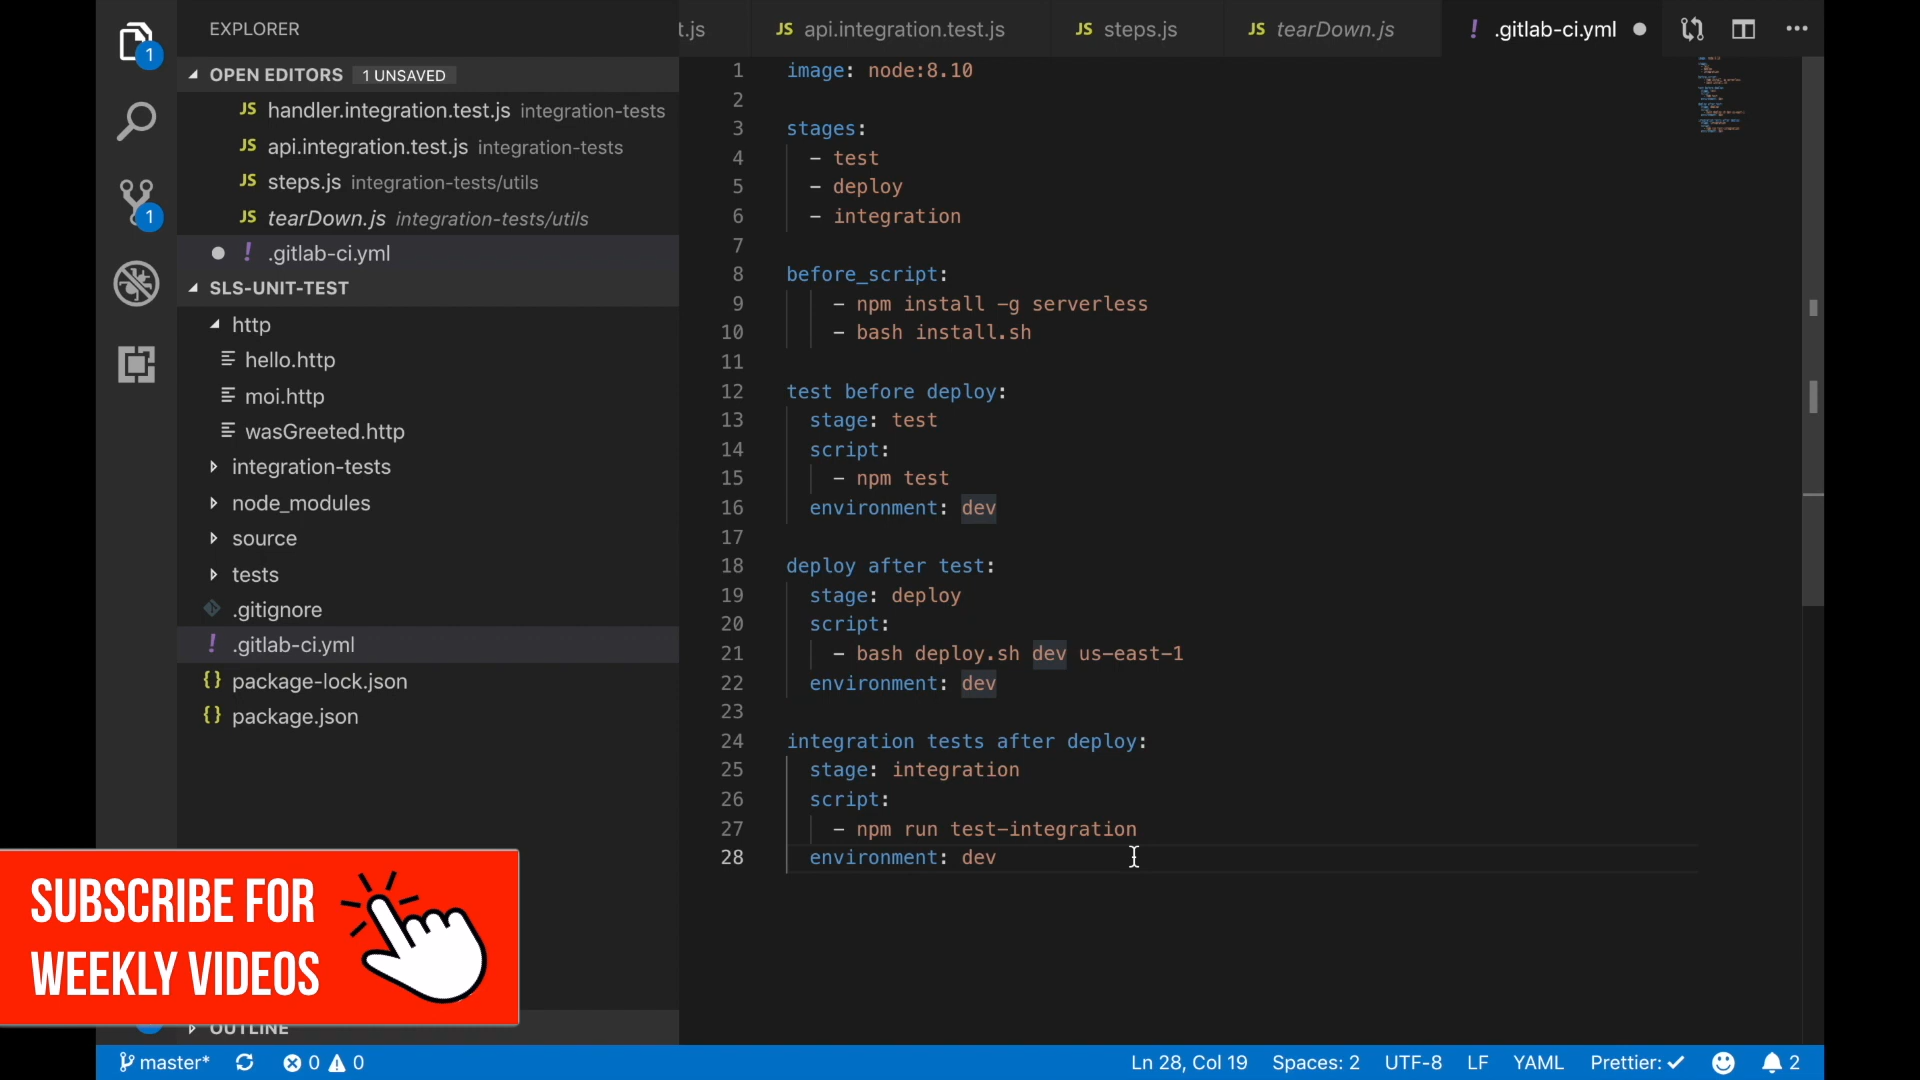 EXPLORER
OPEN EDITORS 1 UNSAVED
JS handler.integration.test.js integration-tests
JS api.integration.test.js integration-tests
JS steps.js integration-tests/utils
JS tearDown.js integration-tests/utils
! .gitlab-ci.yml
SLS-UNIT-TEST
http
hello.http
moi.http
wasGreeted.http
integration-tests
node_modules
source
tests
.gitignore
! .gitlab-ci.yml
{} package-lock.json
{} package.json
OUTLINE
1
1
t.js JS api.integration.test.js JS steps.js JS tearDown.js ! .gitlab-ci.yml
1 image: node:8.10
2
3 stages:
4 - test
5 - deploy
6 - integration
7
8 before_script:
9 - npm install -g serverless
10 - bash install.sh
11
12 test before deploy:
13 stage: test
14 script:
15 - npm test
16 environment: dev
17
18 deploy after test:
19 stage: deploy
20 script:
21 - bash deploy.sh dev us-east-1
22 environment: dev
23
24 integration tests after deploy:
25 stage: integration
26 script:
27 - npm run test-integration
28 environment: dev
SUBSCRIBE FOR
WEEKLY VIDEOS
master* 0 0 Ln 28, Col 19 Spaces: 2 UTF-8 LF YAML Prettier: ✓ 2